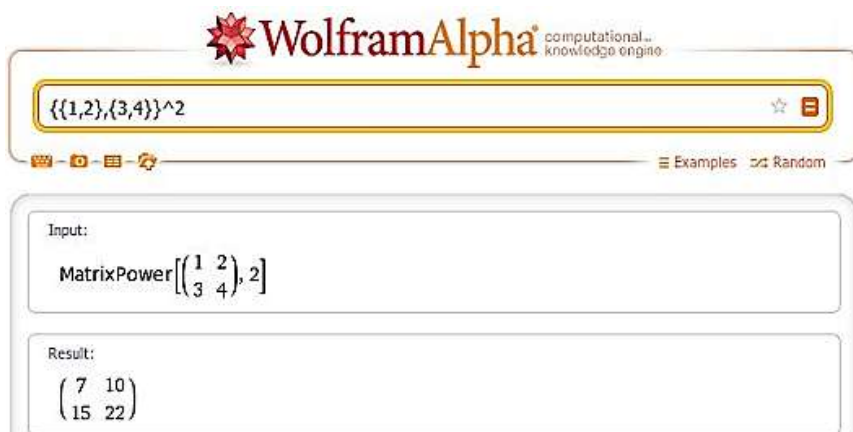 WolframAlpha computational knowledge engine
{{1,2},{3,4}}^2
Examples Random
Input:
MatrixPower[(1 2
3 4), 2]
Result:
(7 10
15 22)